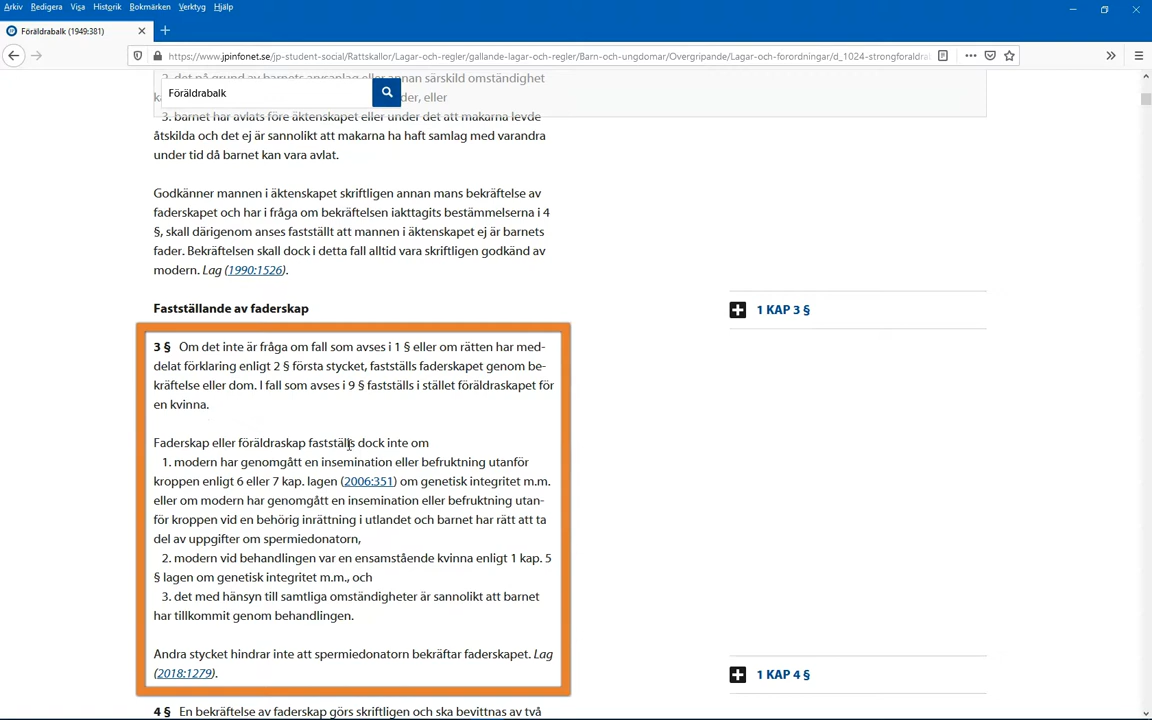 Arkiv Redigera Visa Historik Bokmärken Verktyg Hjälp
Föräldrabalk (1949:381)
https://www.jpinfonet.se/jp-student-social/Rattskallor/Lagar-och-regler/gallande-lagar-och-regler/Barn-och-ungdomar/Overgripande/Lagar-och-forordningar/d_1024-strongforaldra
2. det på grund av barnets arvsanlag eller annan särskild omständighet
Föräldrabalk
der, eller
3. barnet har avlats före äktenskapet eller under det att makarna levde
åtskilda och det ej är sannolikt att makarna ha haft samlag med varandra
under tid då barnet kan vara avlat.
Godkänner mannen i äktenskapet skriftligen annan mans bekräftelse av
faderskapet och har i fråga om bekräftelsen iakttagits bestämmelserna i 4
§, skall därigenom anses fastställt att mannen i äktenskapet ej är barnets
fader. Bekräftelsen skall dock i detta fall alltid vara skriftligen godkänd av
modern. Lag (1990:1526).
Fastställande av faderskap
1 KAP 3 §
3 § Om det inte är fråga om fall som avses i 1 § eller om rätten har med-
delat förklaring enligt 2 § första stycket, fastställs faderskapet genom be-
kräftelse eller dom. I fall som avses i 9 § fastställs i stället föräldraskapet för
en kvinna.
Faderskap eller föräldraskap fastställs dock inte om
1. modern har genomgått en insemination eller befruktning utanför
kroppen enligt 6 eller 7 kap. lagen (2006:351) om genetisk integritet m.m.
eller om modern har genomgått en insemination eller befruktning utan-
för kroppen vid en behörig inrättning i utlandet och barnet har rätt att ta
del av uppgifter om spermiedonatorn,
2. modern vid behandlingen var en ensamstående kvinna enligt 1 kap. 5
§ lagen om genetisk integritet m.m., och
3. det med hänsyn till samtliga omständigheter är sannolikt att barnet
har tillkommit genom behandlingen.
Andra stycket hindrar inte att spermiedonatorn bekräftar faderskapet. Lag
(2018:1279).
1 KAP 4 §
4 § En bekräftelse av faderskap görs skriftligen och ska bevittnas av två